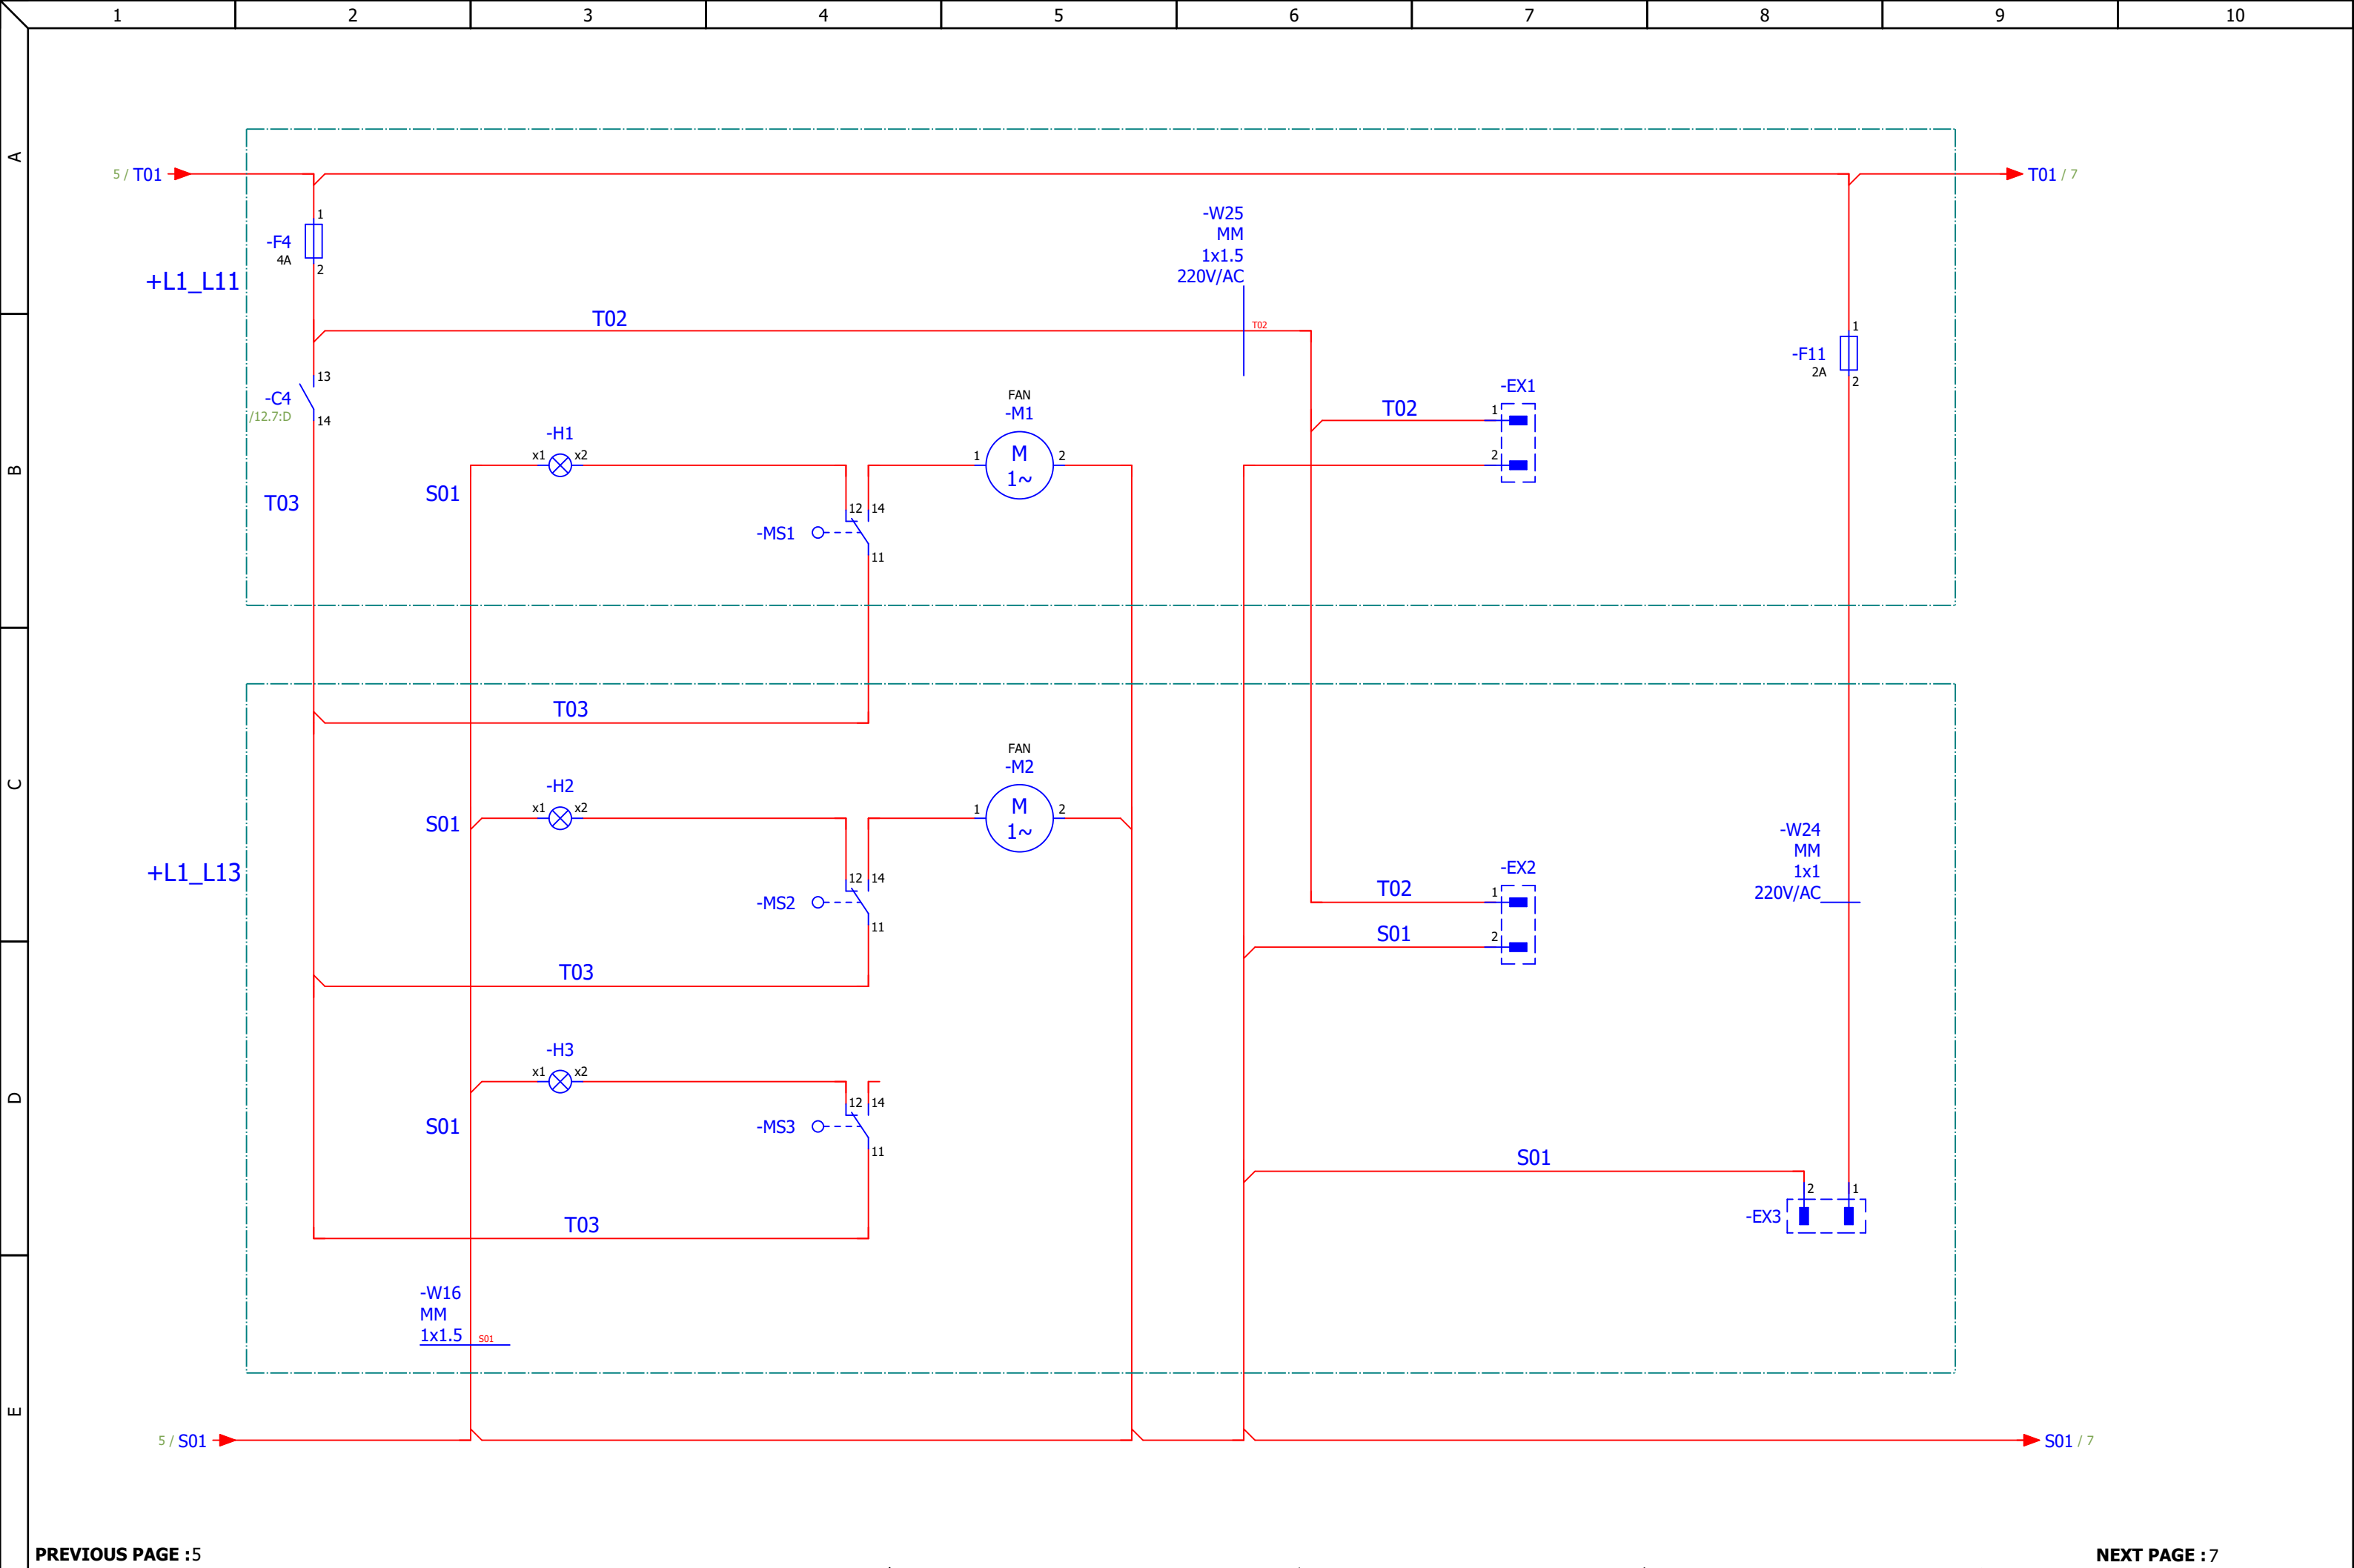 1 2 3 4 5 6 7 8 9 10
A
5 / T01
T01 / 7
1
-F4
4A
2
+L1_L11
-W25
MM
1x1.5
220V/AC
T02
T02
1
-F11
2A
2
B
13
-C4
/12.7:D
14
T03
S01
-H1
x1 x2
FAN
-M1
1 M 2
1~
12 14
-MS1
11
-EX1
T02
1
2
C
T03
FAN
-M2
1 M 2
1~
-H2
x1 x2
S01
+L1_L13
12 14
-MS2
11
-EX2
T02
1
S01
2
-W24
MM
1x1
220V/AC
D
T03
-H3
x1 x2
S01
12 14
-MS3
11
T03
S01
2 1
-EX3
E
-W16
MM
1x1.5
S01
5 / S01
S01 / 7
PREVIOUS PAGE :5
NEXT PAGE :7